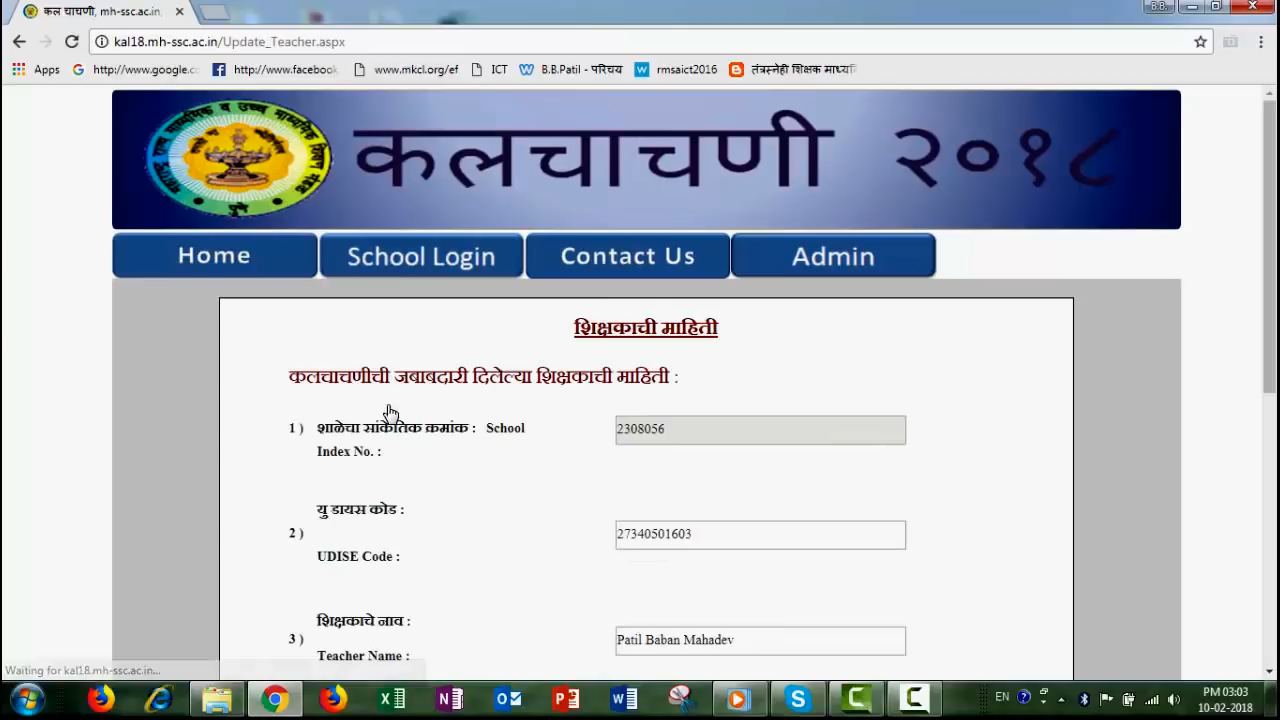 कल चाचणी, mh-ssc.ac.in
B.B.
kal18.mh-ssc.ac.in/Update_Teacher.aspx
Apps http://www.google.c http://www.facebook www.mkcl.org/ef ICT B.B.Patil - परिचय rmsaict2016 तंत्रस्नेही शिक्षक माध्य
कलचाचणी २०१८
Home School Login Contact Us Admin
शिक्षकाची माहिती
कलचाचणीची जबाबदारी दिलेल्या शिक्षकाची माहिती :
1 ) शाळेचा सांकेतिक क्रमांक : School 2308056
Index No. :
यु डायस कोड :
2 ) 27340501603
UDISE Code :
शिक्षकाचे नाव :
3 ) Patil Baban Mahadev
Teacher Name :
Waiting for kal18.mh-ssc.ac.in...
EN PM 03:03
10-02-2018